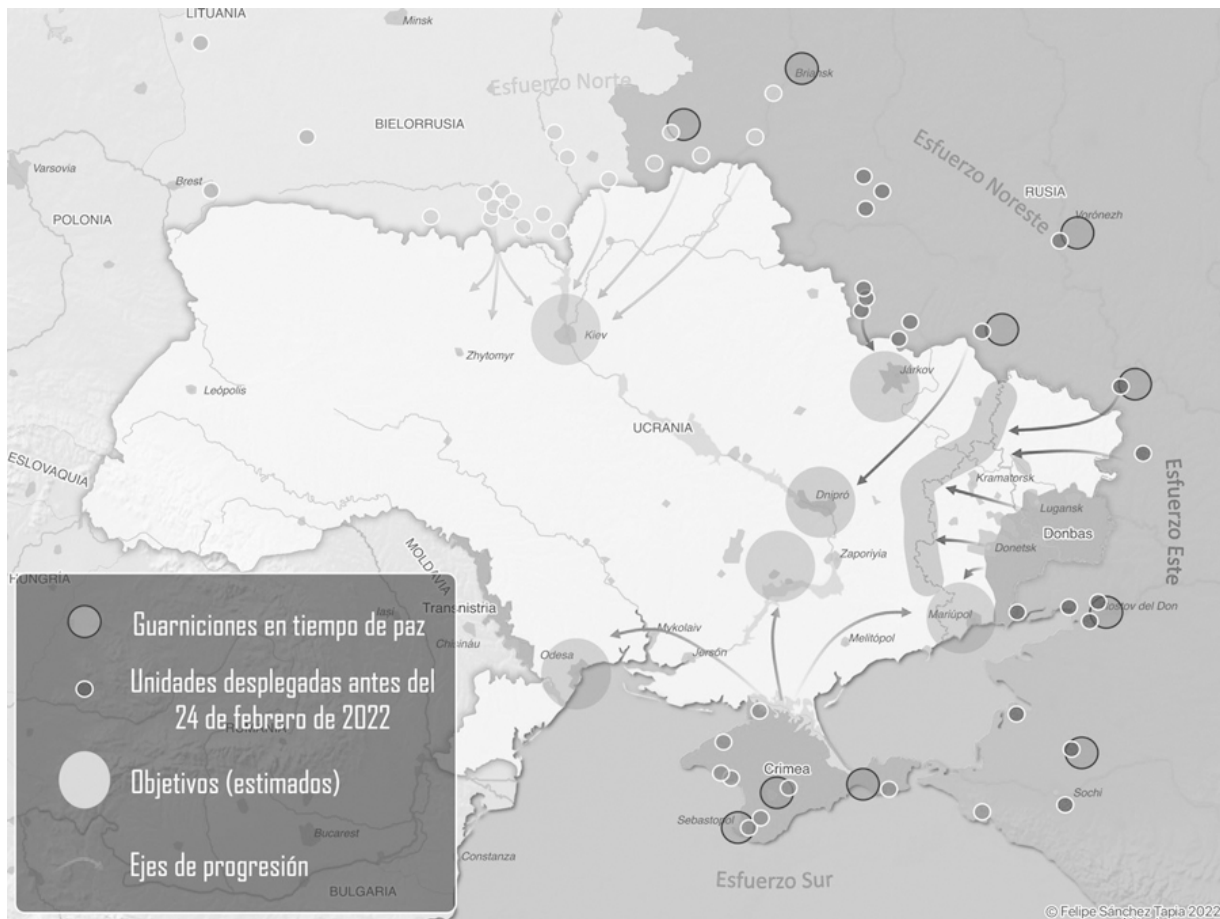 LITUANIA
Minsk
Esfuerzo Norte
Briansk
BIELORRUSIA
Varsovia
Brest
Esfuerzo Noreste
RUSIA
POLONIA
Vorónezh
Kiev
Zhytomyr
Járkov
Leópolis
UCRANIA
ESLOVAQUIA
Kramatorsk
Esfuerzo Este
Dnipró
Lugansk
Donbas
Donetsk
Zaporiyia
MOLDAVIA
HUNGRÍA
Transnistria
Iasi
Chisináu
Mykolaiv
Mariúpol
Rostov del Don
Melitópol
Jersón
Odesa
Guarniciones en tiempo de paz
Unidades desplegadas antes del
24 de febrero de 2022
RUMANIA
Objetivos (estimados)
Crimea
Sochi
Sebastopol
Bucarest
Constanza
Ejes de progresión
Esfuerzo Sur
BULGARIA
© Felipe Sánchez Tapia 2022